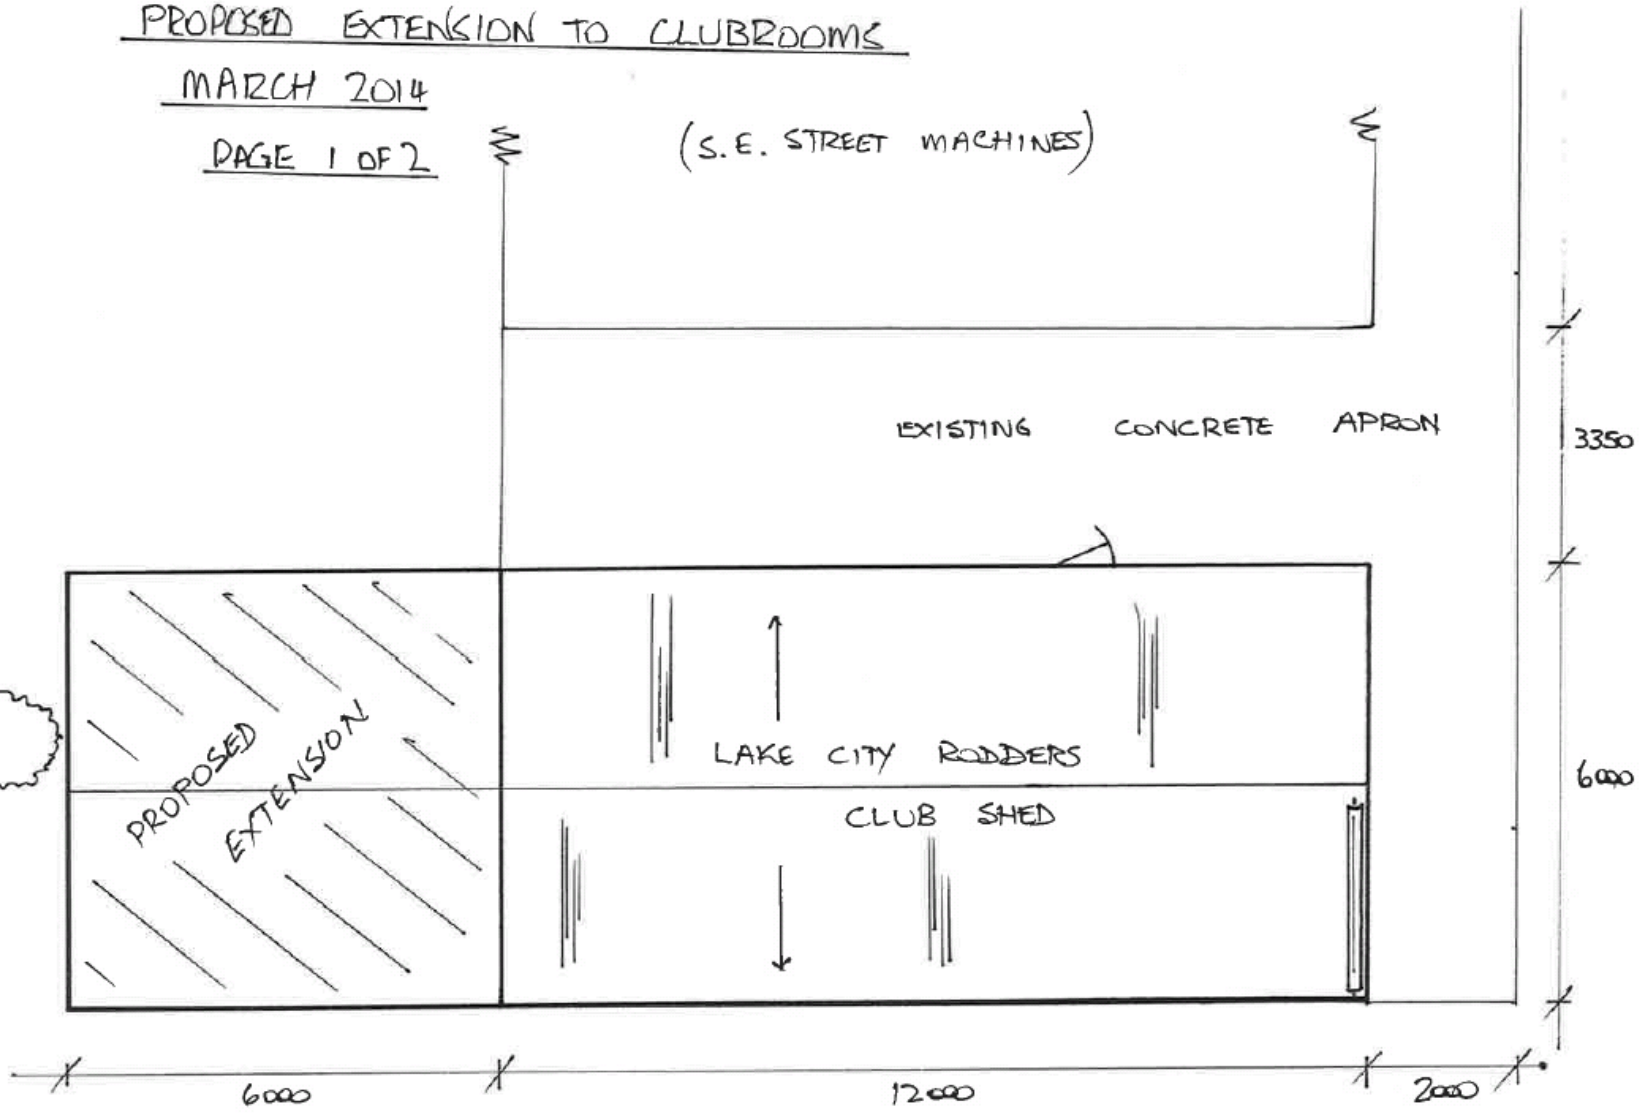 PROPOSED EXTENSION TO CLUBROOMS
MARCH 2014
PAGE 1 OF 2
(S.E. STREET MACHINES)
EXISTING CONCRETE APRON
3350
LAKE CITY RODDERS
CLUB SHED
PROPOSED
EXTENSION
6000
6000
12000
2000